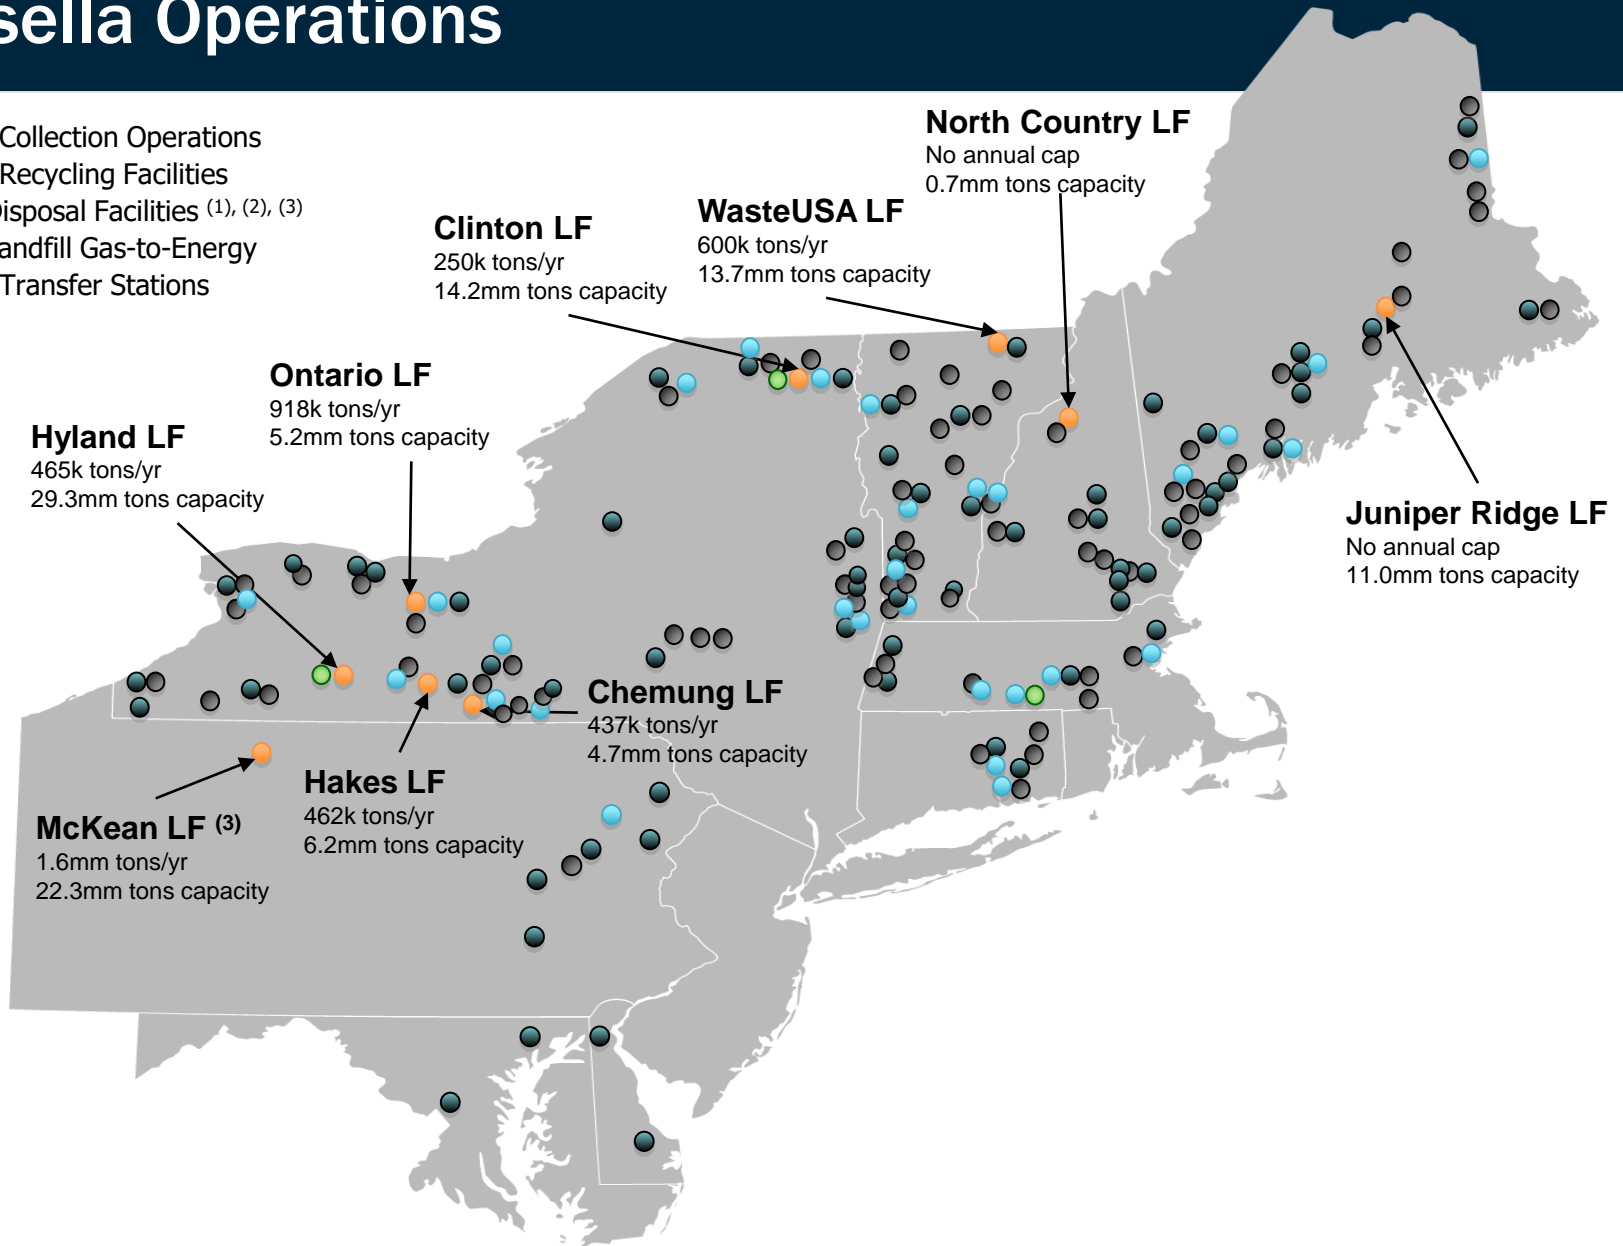 sella Operations
Collection Operations
Recycling Facilities
isposal Facilities (1), (2), (3)
andfill Gas-to-Energy
Transfer Stations
North Country LF
No annual cap
0.7mm tons capacity
WasteUSA LF
600k tons/yr
13.7mm tons capacity
Clinton LF
250k tons/yr
14.2mm tons capacity
Ontario LF
918k tons/yr
5.2mm tons capacity
Hyland LF
465k tons/yr
29.3mm tons capacity
Juniper Ridge LF
No annual cap
11.0mm tons capacity
Chemung LF
437k tons/yr
4.7mm tons capacity
Hakes LF
462k tons/yr
6.2mm tons capacity
McKean LF (3)
1.6mm tons/yr
22.3mm tons capacity